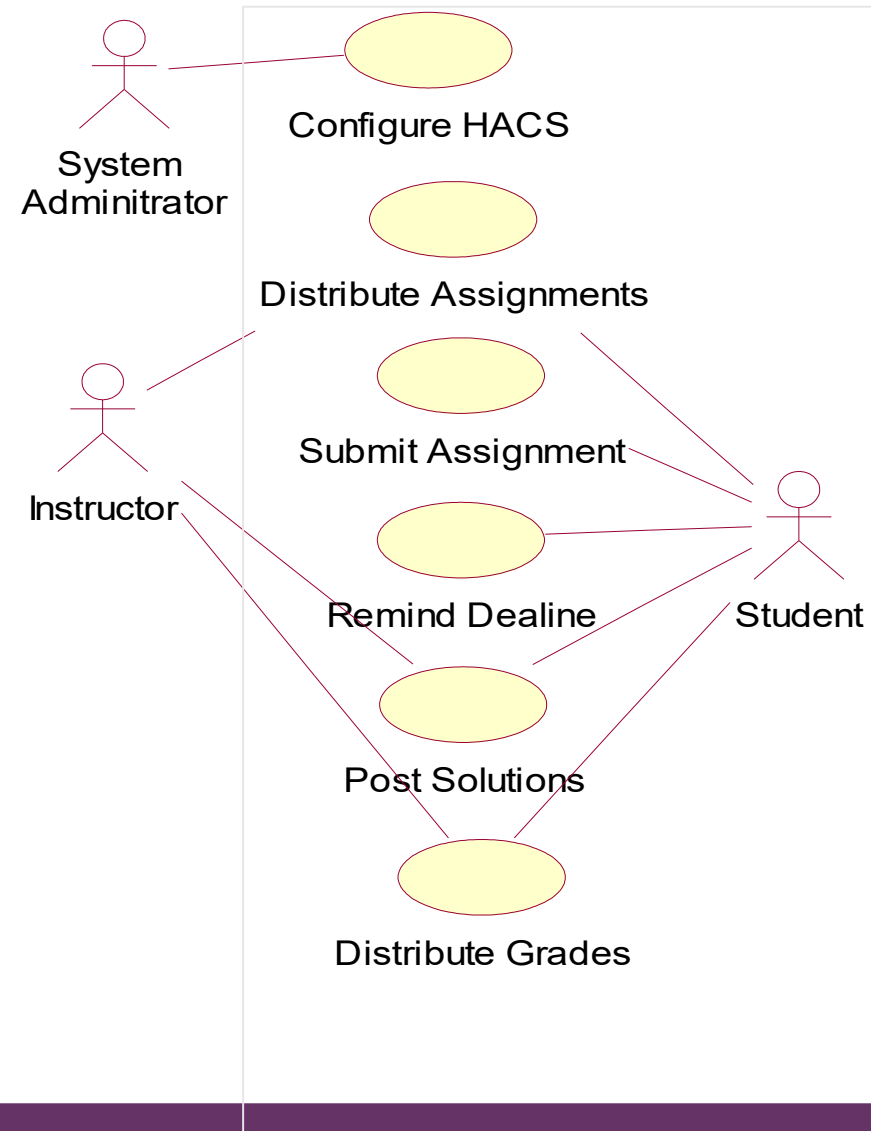 Configure HACS
System
Adminitrator
Distribute Assignments
Submit Assignment
Instructor
Remind Dealine
Student
Post Solutions
Distribute Grades